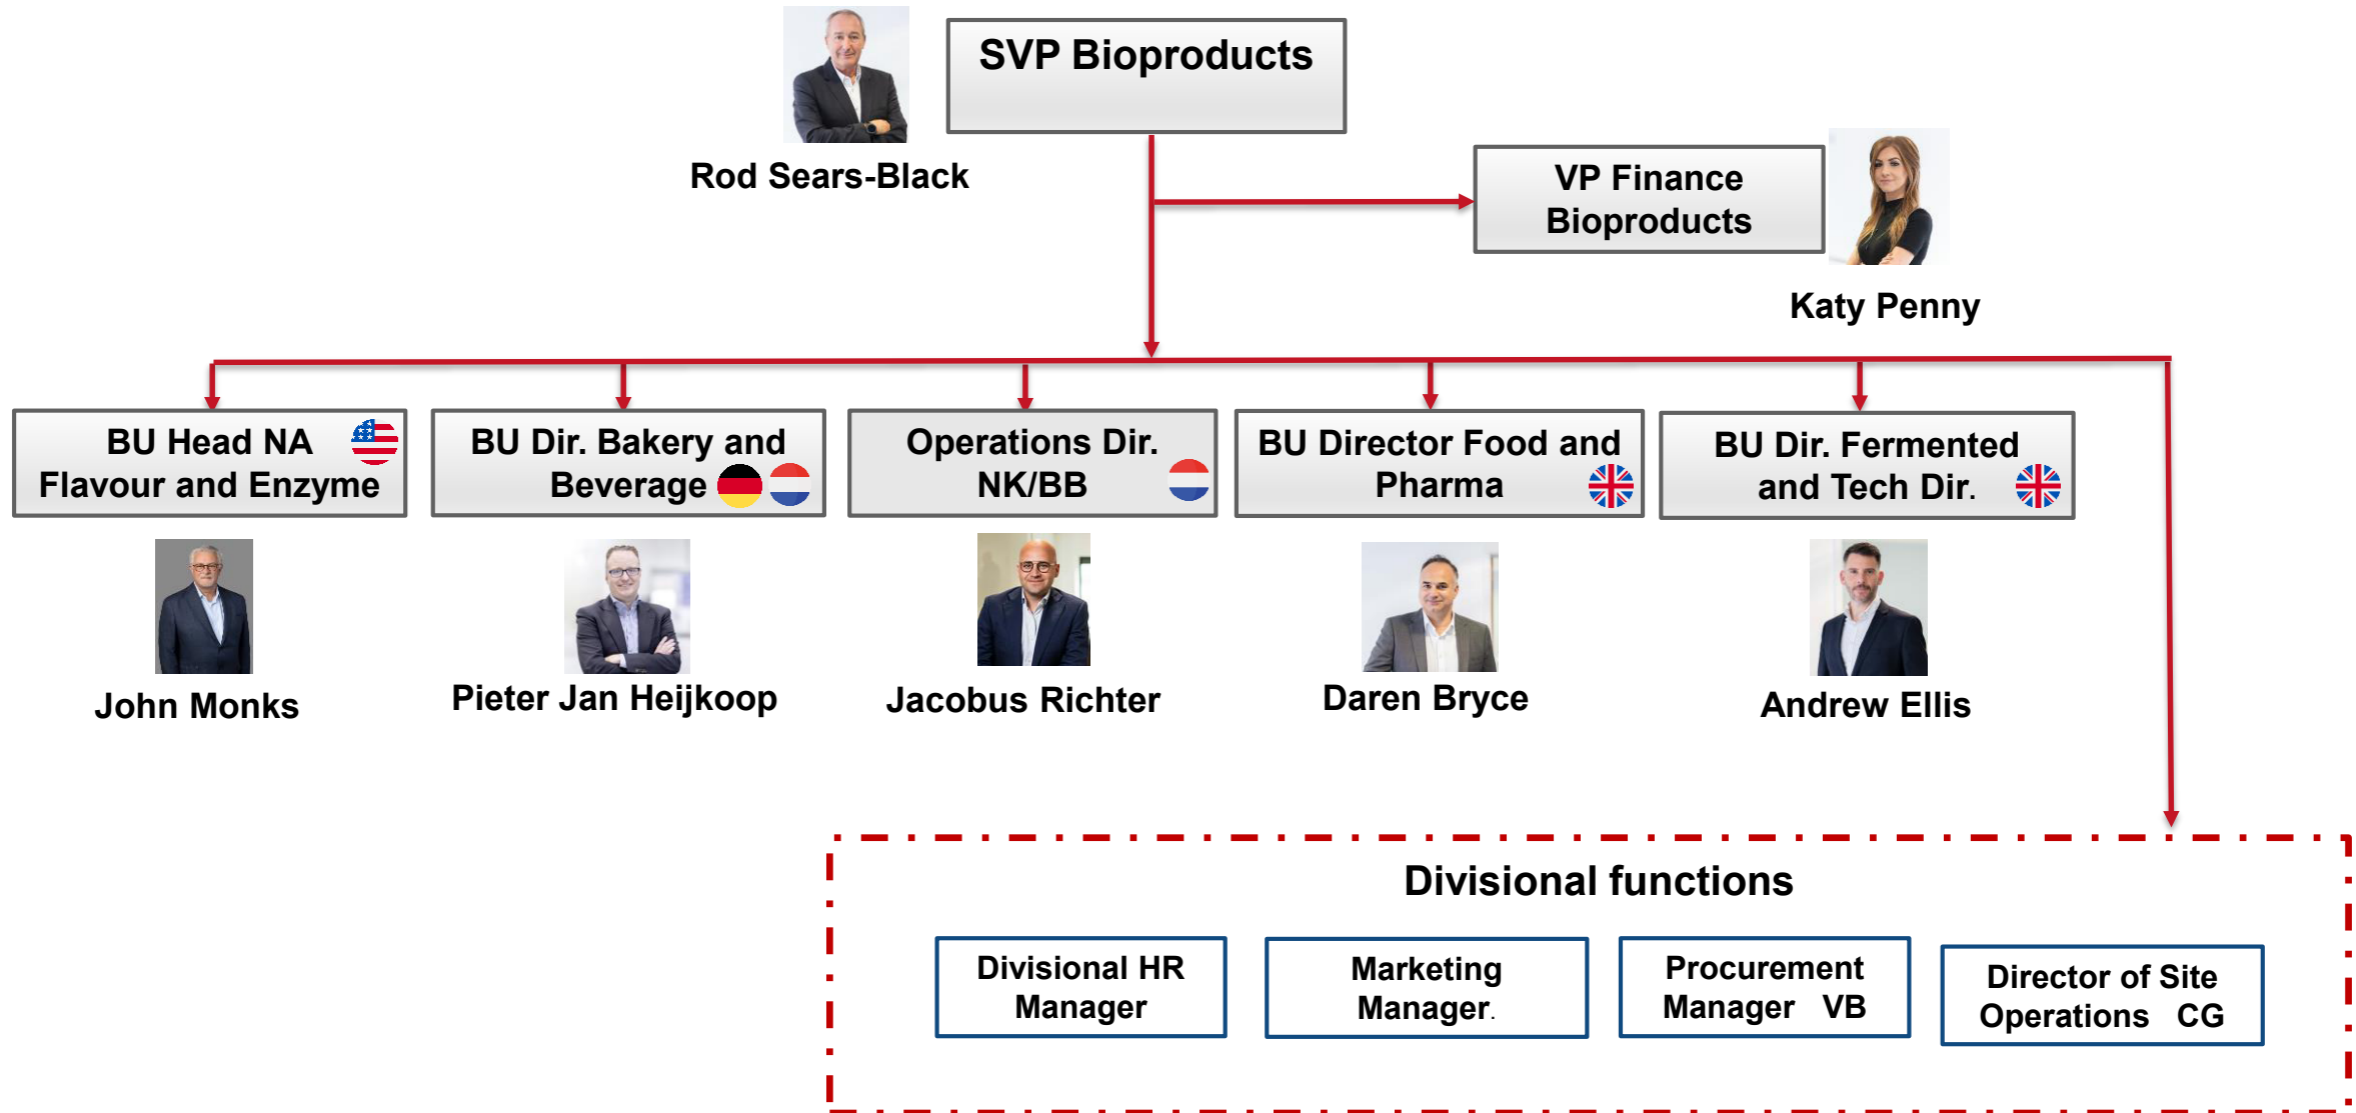 SVP Bioproducts
Rod Sears-Black
VP Finance
Bioproducts
Katy Penny
BU Head NA
Flavour and Enzyme
John Monks
BU Dir. Bakery and
Beverage
Pieter Jan Heijkoop
Operations Dir.
NK/BB
Jacobus Richter
BU Director Food and
Pharma
Daren Bryce
BU Dir. Fermented
and Tech Dir.
Andrew Ellis
Divisional functions
Divisional HR
Manager
Marketing
Manager.
Procurement
Manager VB
Director of Site
Operations CG